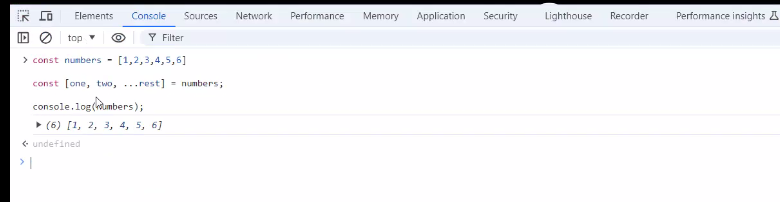 Elements Console Sources Network Performance Memory Application Security Lighthouse Recorder Performance insights
top Filter
const numbers = [1,2,3,4,5,6]
const [one, two, ...rest] = numbers;
console.log(numbers);
(6) [1, 2, 3, 4, 5, 6]
undefined